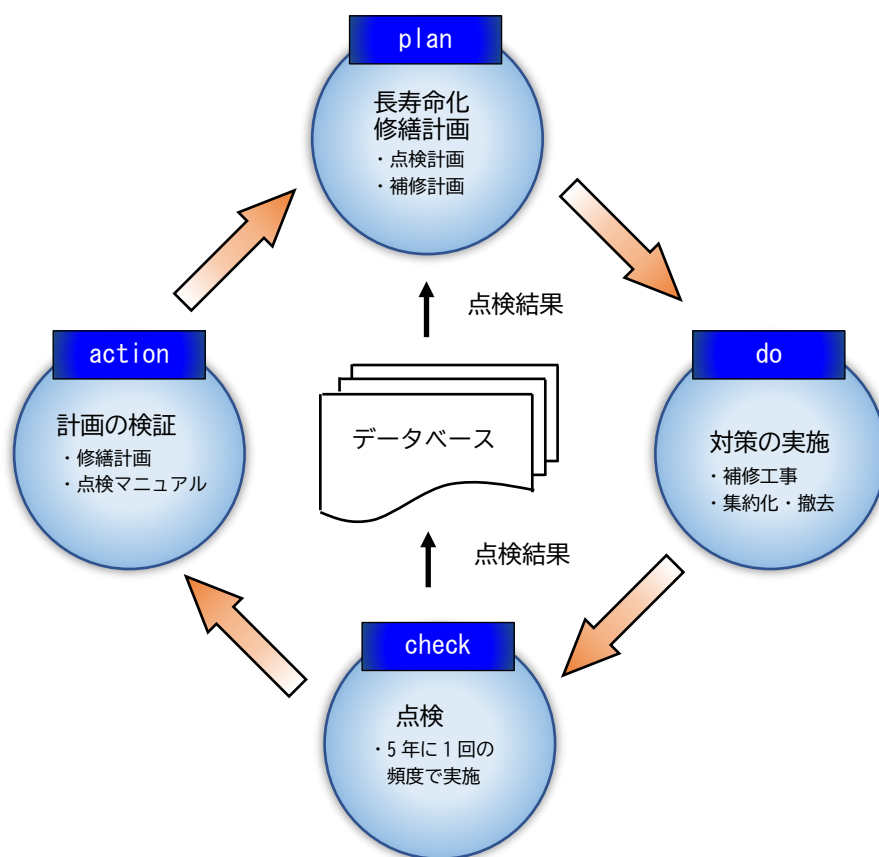 plan
長寿命化
修繕計画
・点検計画
・補修計画
点検結果
action
計画の検証
・修繕計画
・点検マニュアル
データベース
do
対策の実施
・補修工事
・集約化・撤去
点検結果
check
点検
・5年に1回の
頻度で実施